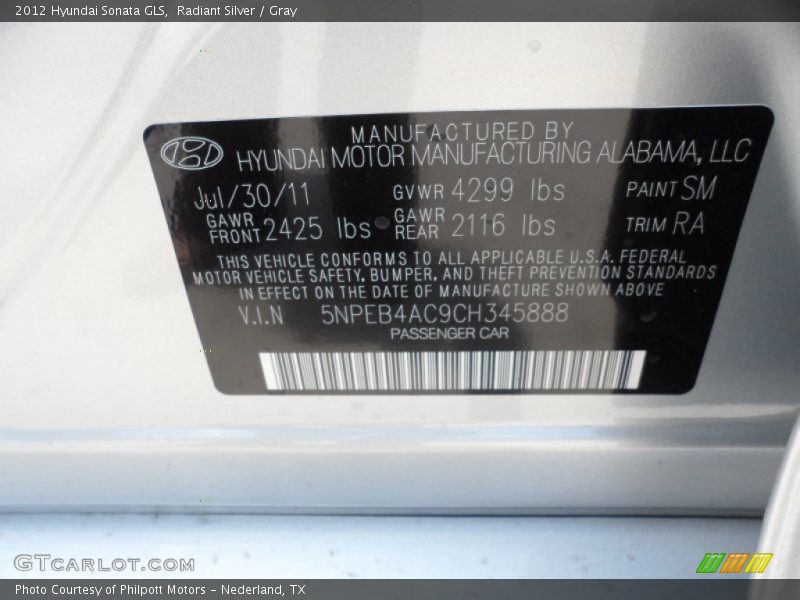 2012 Hyundai Sonata GLS, Radiant Silver / Gray
MANUFACTURED BY
HYUNDAI MOTOR MANUFACTURING ALABAMA, LLC
Jul/30/11 GVWR 4299 lbs PAINT SM
GAWR FRONT 2425 lbs GAWR REAR 2116 lbs TRIM RA
THIS VEHICLE CONFORMS TO ALL APPLICABLE U.S.A. FEDERAL
MOTOR VEHICLE SAFETY, BUMPER, AND THEFT PREVENTION STANDARDS
IN EFFECT ON THE DATE OF MANUFACTURE SHOWN ABOVE
V.I.N 5NPEB4AC9CH345888
PASSENGER CAR
GTCARLOT.COM
Photo Courtesy of Philpott Motors - Nederland, TX